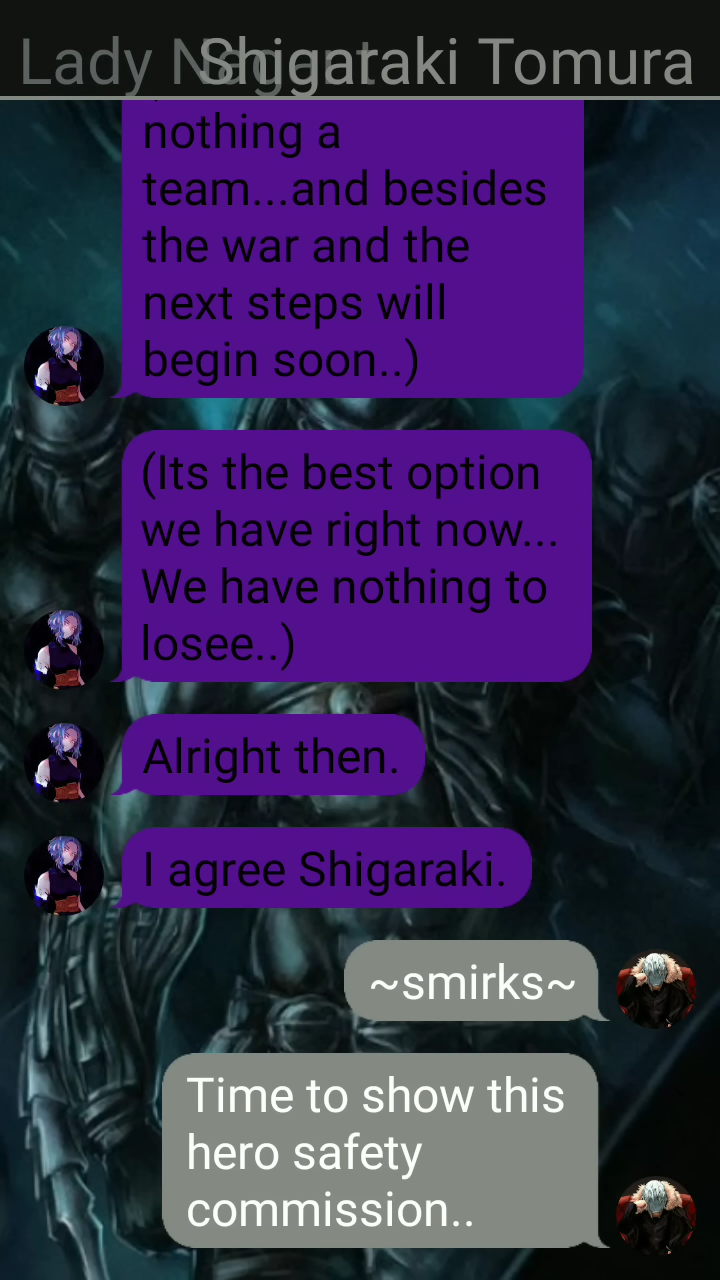 Lady Nagant
Shigaraki Tomura
nothing a
team...and besides
the war and the
next steps will
begin soon..)
(Its the best option
we have right now...
We have nothing to
losee..)
Alright then.
I agree Shigaraki.
~smirks~
Time to show this
hero safety
commission..